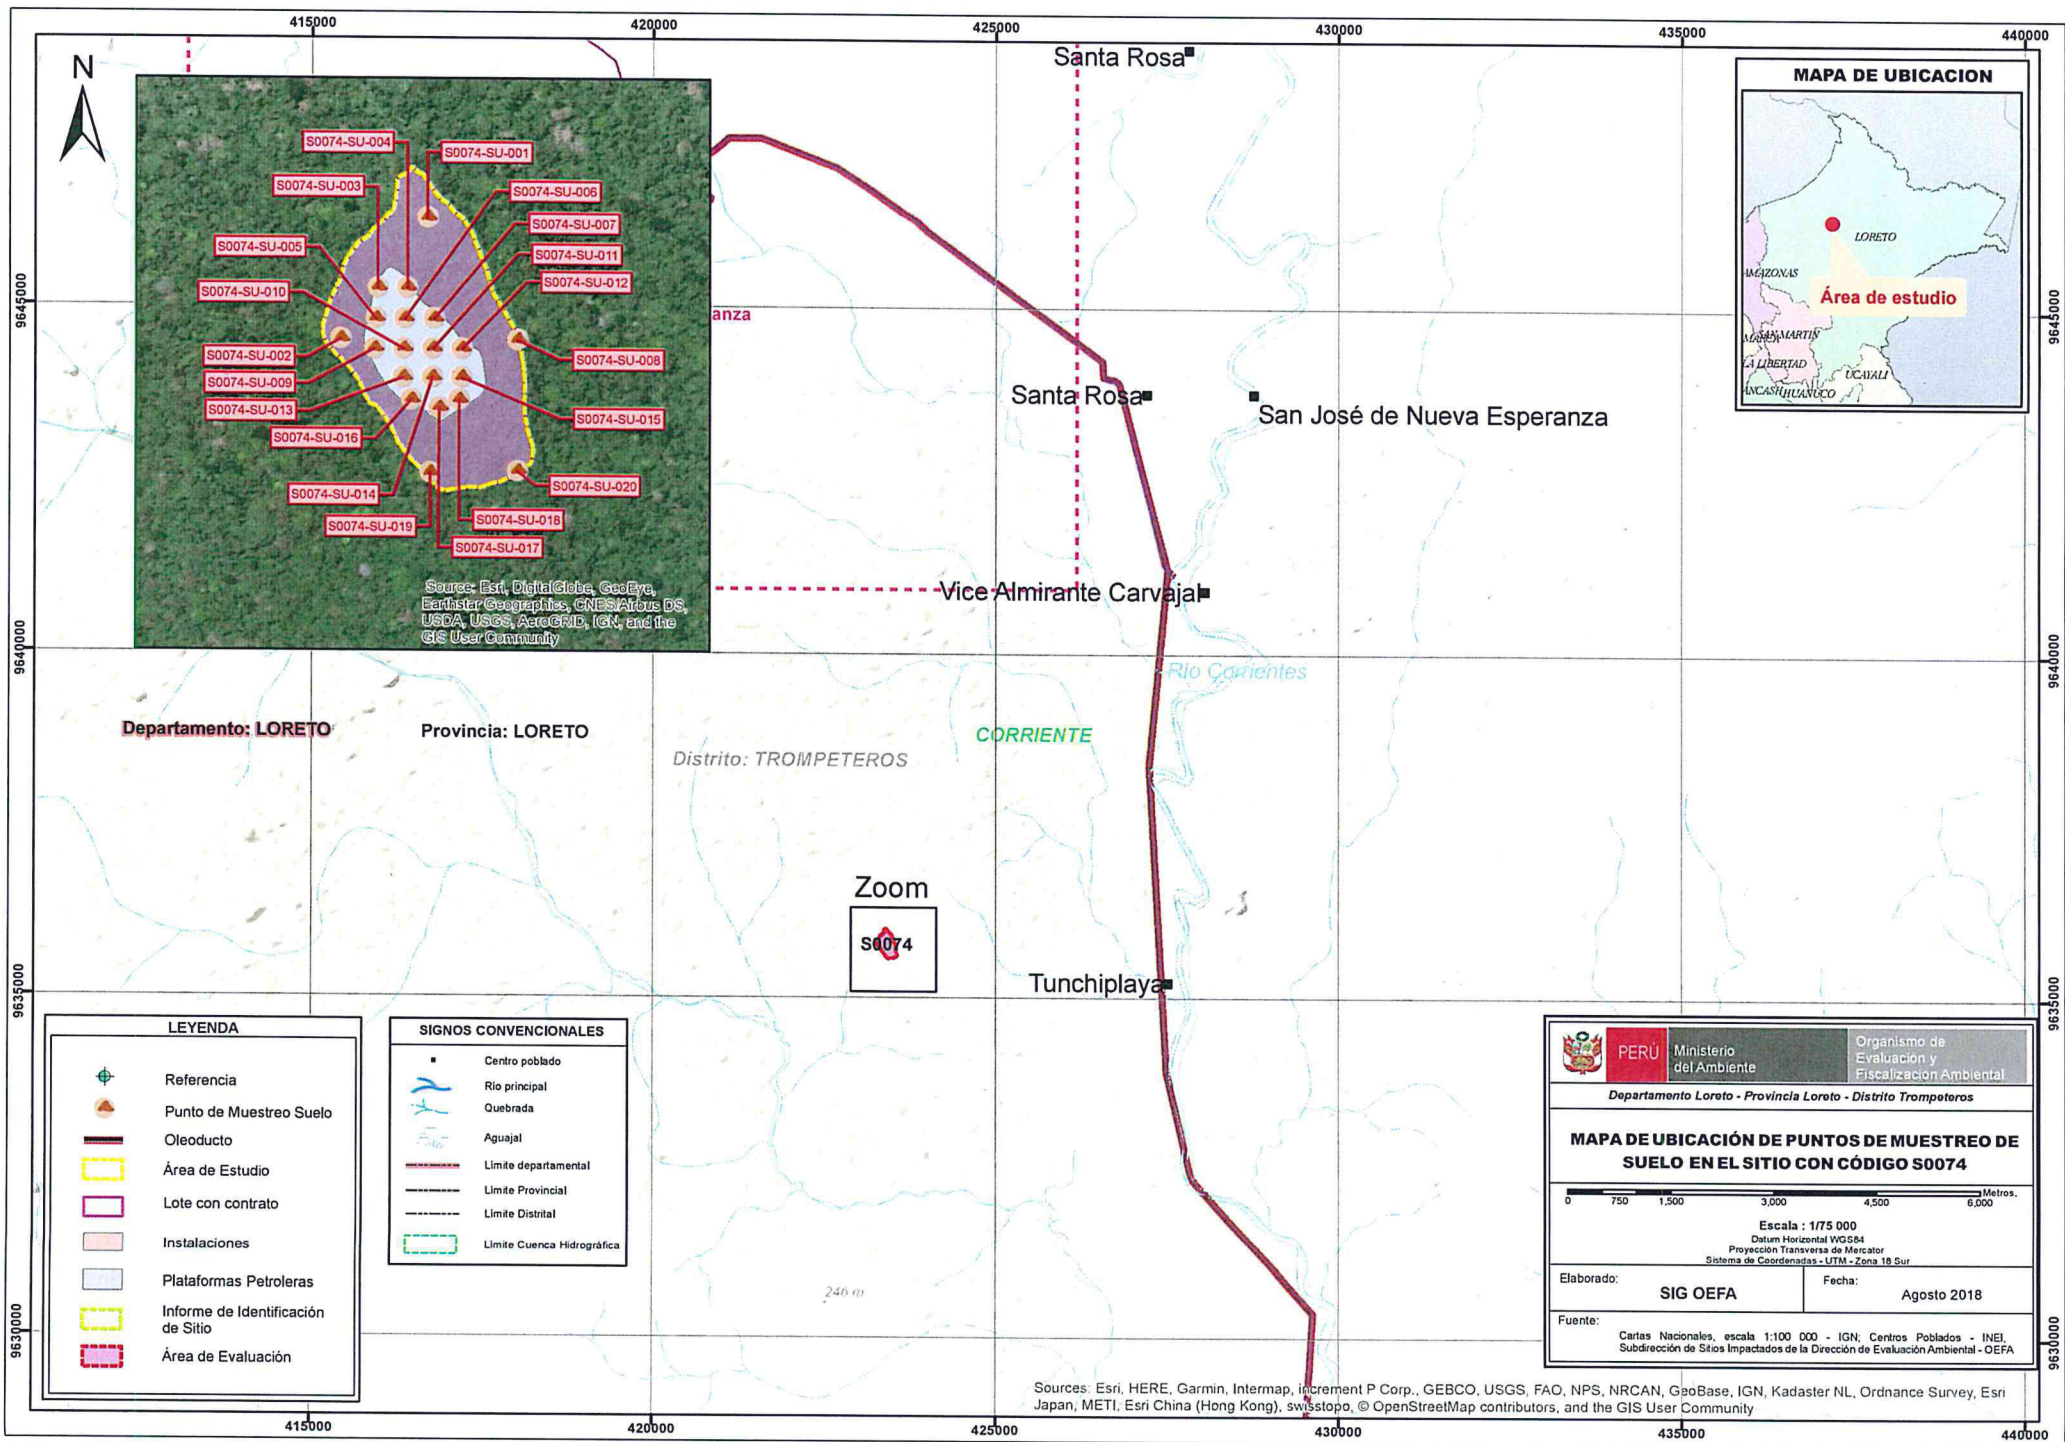 415000
420000
425000
430000
435000
440000
N
S0074-SU-004
S0074-SU-001
S0074-SU-003
S0074-SU-006
S0074-SU-007
S0074-SU-005
S0074-SU-011
S0074-SU-010
S0074-SU-012
S0074-SU-002
S0074-SU-008
S0074-SU-009
S0074-SU-013
S0074-SU-015
S0074-SU-016
S0074-SU-014
S0074-SU-020
S0074-SU-019
S0074-SU-018
S0074-SU-017
Source: Esri, DigitalGlobe, GeoEye,
Earthstar Geographics, CNES/Airbus DS,
USDA, USGS, AeroGRID, IGN, and the
GIS User Community
Santa Rosa
anza
Santa Rosa
San José de Nueva Esperanza
Vice Almirante Carvajal
Rio Corrientes
CORRIENTE
Departamento: LORETO
Provincia: LORETO
Distrito: TROMPETEROS
Zoom
S0074
Tunchiplaya
246 m
MAPA DE UBICACION
LORETO
AMAZONAS
Área de estudio
SAN MARTIN
LA LIBERTAD
UCAYALI
ANCASH
HUANUCO
9645000
9640000
9635000
9630000
9645000
9640000
9635000
9630000
LEYENDA
Referencia
Punto de Muestreo Suelo
Oleoducto
Área de Estudio
Lote con contrato
Instalaciones
Plataformas Petroleras
Informe de Identificación
de Sitio
Área de Evaluación
SIGNOS CONVENCIONALES
Centro poblado
Rio principal
Quebrada
Aguajal
Limite departamental
Limite Provincial
Limite Distrital
Limite Cuenca Hidrográfica
PERÚ
Ministerio
del Ambiente
Organismo de
Evaluación y
Fiscalización Ambiental
Departamento Loreto - Provincia Loreto - Distrito Trompeteros
MAPA DE UBICACIÓN DE PUNTOS DE MUESTREO DE
SUELO EN EL SITIO CON CÓDIGO S0074
0 750 1,500 3,000 4,500 6,000 Metros.
Escala : 1/75 000
Datum Horizontal WGS84
Proyección Transversa de Mercator
Sistema de Coordenadas - UTM - Zona 18 Sur
Elaborado:
SIG OEFA
Fecha:
Agosto 2018
Fuente:
Cartas Nacionales, escala 1:100 000 - IGN; Centros Poblados - INEI,
Subdirección de Sitios Impactados de la Dirección de Evaluación Ambiental - OEFA
Sources: Esri, HERE, Garmin, Intermap, increment P Corp., GEBCO, USGS, FAO, NPS, NRCAN, GeoBase, IGN, Kadaster NL, Ordnance Survey, Esri
Japan, METI, Esri China (Hong Kong), swisstopo, © OpenStreetMap contributors, and the GIS User Community
415000
420000
425000
430000
435000
440000